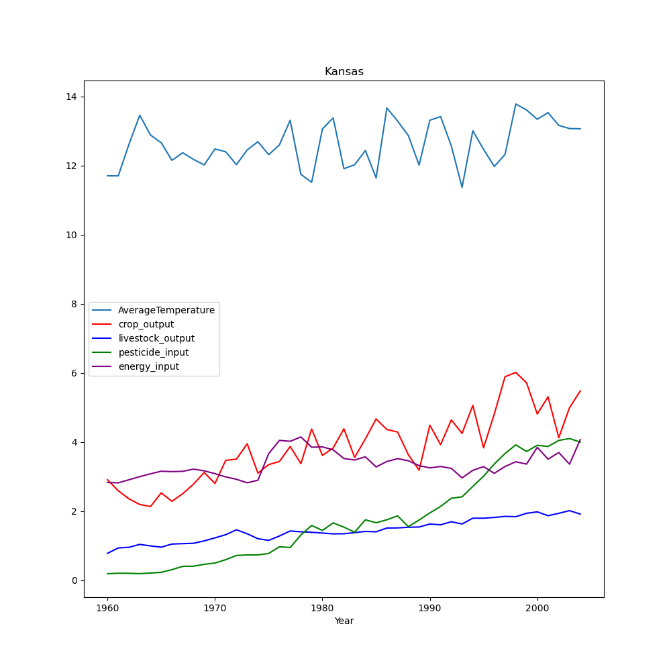 Kansas
14
12
10
8
6
4
2
0
AverageTemperature
crop_output
livestock_output
pesticide_input
energy_input
1960 1970 1980 1990 2000
Year